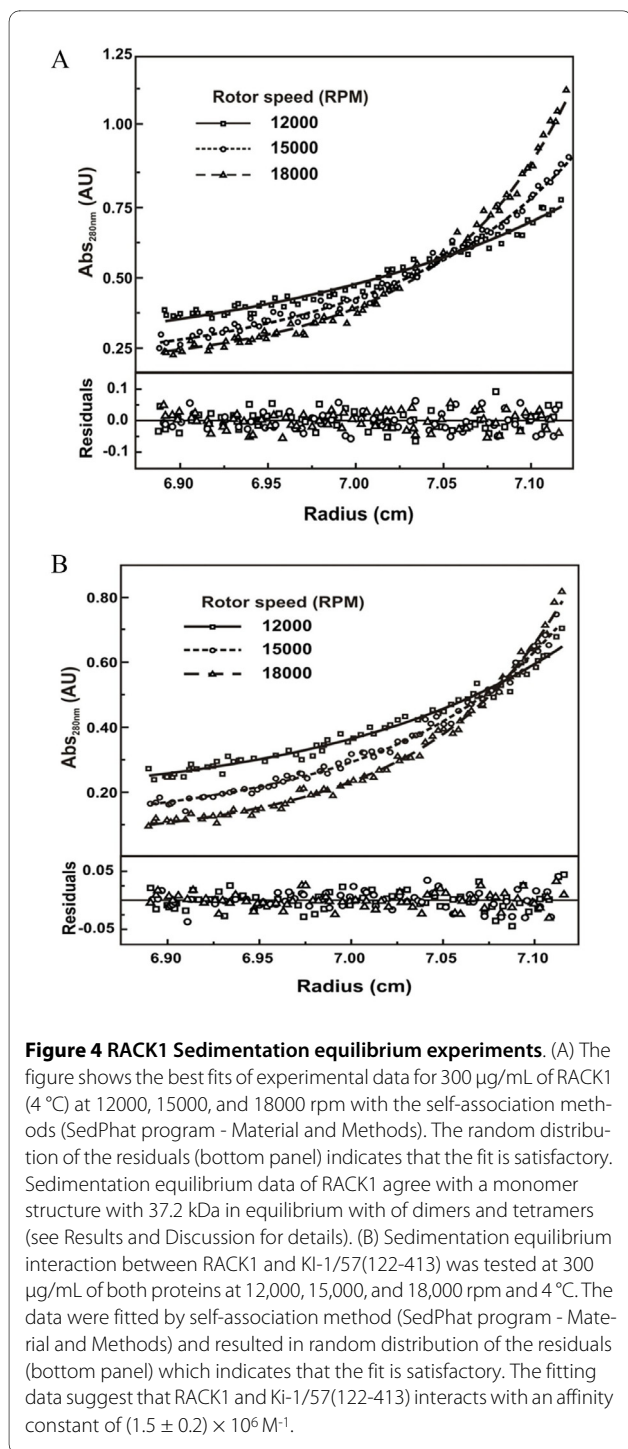 A
1.25
Rotor speed (RPM)
12000
15000
18000
1.00
0.75
0.50
0.25
Abs280nm (AU)
0.1
0.0
-0.1
Residuals
6.90 6.95 7.00 7.05 7.10
Radius (cm)
B
Rotor speed (RPM)
12000
15000
18000
0.80
0.60
0.40
0.20
Abs280nm (AU)
0.05
-0.05
Residuals
6.90 6.95 7.00 7.05 7.10
Radius (cm)
Figure 4 RACK1 Sedimentation equilibrium experiments. (A) The
figure shows the best fits of experimental data for 300 μg/mL of RACK1
(4 °C) at 12000, 15000, and 18000 rpm with the self-association meth-
ods (SedPhat program - Material and Methods). The random distribu-
tion of the residuals (bottom panel) indicates that the fit is satisfactory.
Sedimentation equilibrium data of RACK1 agree with a monomer
structure with 37.2 kDa in equilibrium with of dimers and tetramers
(see Results and Discussion for details). (B) Sedimentation equilibrium
interaction between RACK1 and KI-1/57(122-413) was tested at 300
μg/mL of both proteins at 12,000, 15,000, and 18,000 rpm and 4 °C. The
data were fitted by self-association method (SedPhat program - Mate-
rial and Methods) and resulted in random distribution of the residuals
(bottom panel) which indicates that the fit is satisfactory. The fitting
data suggest that RACK1 and Ki-1/57(122-413) interacts with an affinity
constant of (1.5 ± 0.2) × 10⁶ M⁻¹.